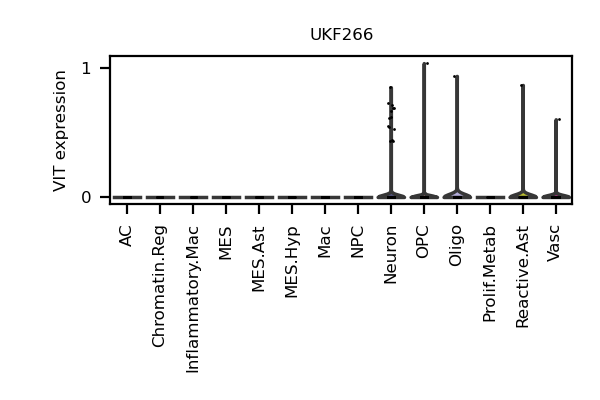 UKF266
VIT expression
1
0
AC
Chromatin.Reg
Inflammatory.Mac
MES
MES.Ast
MES.Hyp
Mac
NPC
Neuron
OPC
Oligo
Prolif.Metab
Reactive.Ast
Vasc